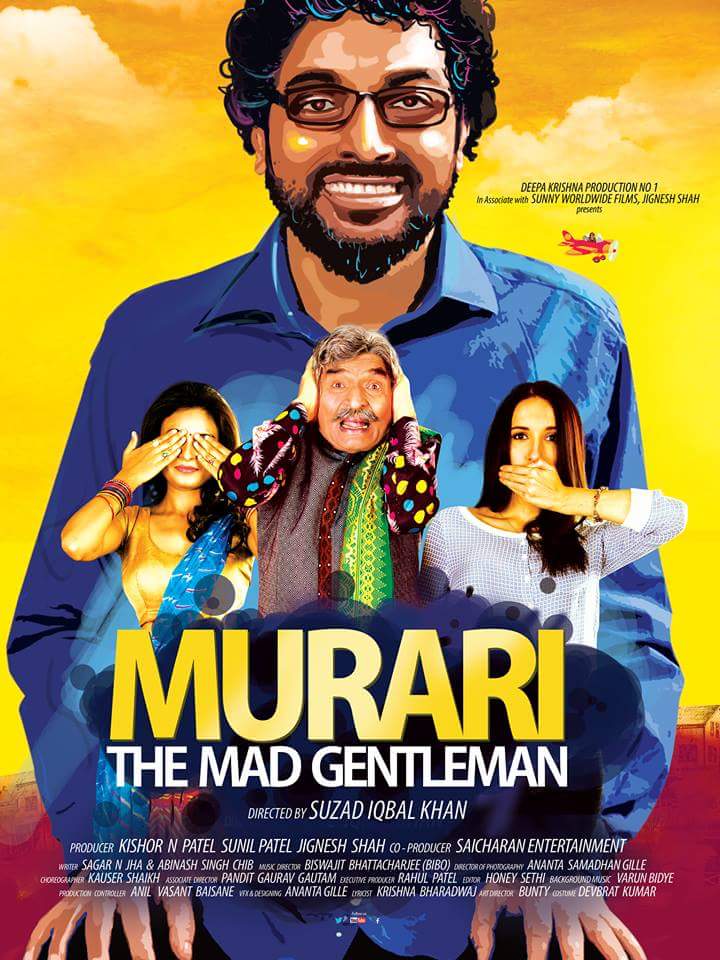 DEEPA KRISHNA PRODUCTION NO 1
In Associate with SUNNY WORLDWIDE FILMS, JIGNESH SHAH
presents
MURARI
THE MAD GENTLEMAN
DIRECTED BY SUZAD IQBAL KHAN
PRODUCER KISHOR N PATEL SUNIL PATEL JIGNESH SHAH CO - PRODUCER SAICHARAN ENTERTAINMENT
WRITER SAGAR N JHA & ABINASH SINGH CHIB MUSIC DIRECTOR BISWAJIT BHATTACHARJEE (BIBO) DIRECTOR OF PHOTOGRAPHY ANANTA SAMADHAN GILLE
CHOREOGRAPHER KAUSER SHAIKH ASSOCIATE DIRECTOR PANDIT GAURAV GAUTAM EXECUTIVE PRODUCER RAHUL PATEL EDITOR HONEY SETHI BACKGROUND MUSIC VARUN BIDYE
PRODUCTION CONTROLLER ANIL VASANT BAISANE VFX & DESIGNING ANANTA GILLE LYRICIST KRISHNA BHARADWAJ ART DIRECTOR BUNTY COSTUME DEVBRAT KUMAR
Follow us